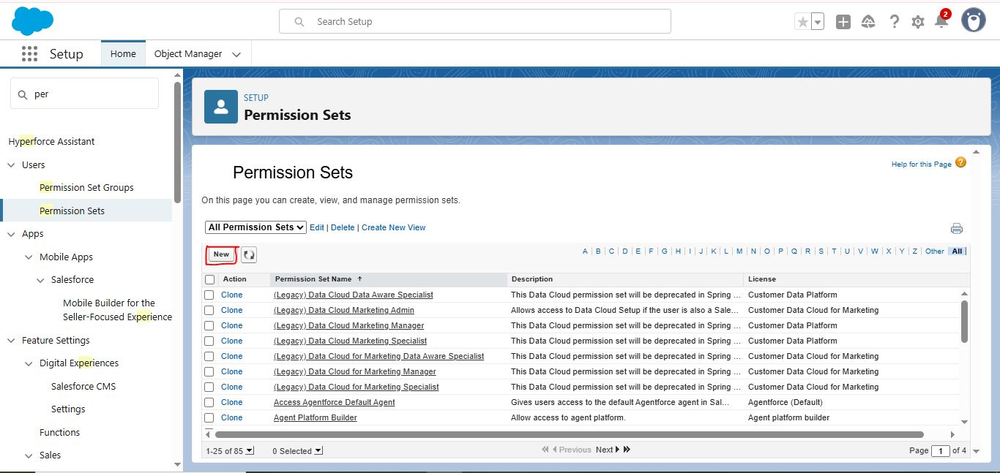 Search Setup
2
Setup
Home
Object Manager
per
Hyperforce Assistant
Users
Permission Set Groups
Permission Sets
Apps
Mobile Apps
Salesforce
Mobile Builder for the
Seller-Focused Experience
Feature Settings
Digital Experiences
Salesforce CMS
Settings
Functions
Sales
SETUP
Permission Sets
Permission Sets
Help for this Page ?
On this page you can create, view, and manage permission sets.
All Permission Sets Edit | Delete | Create New View
New
A | B | C | D | E | F | G | H | I | J | K | L | M | N | O | P | Q | R | S | T | U | V | W | X | Y | Z | Other | All
Action Permission Set Name ↑ Description License
Clone (Legacy) Data Cloud Data Aware Specialist This Data Cloud permission set will be deprecated in Spring ... Customer Data Platform
Clone (Legacy) Data Cloud Marketing Admin Allows access to Data Cloud Setup if the user is also a Sale... Customer Data Cloud for Marketing
Clone (Legacy) Data Cloud Marketing Manager This Data Cloud permission set will be deprecated in Spring ... Customer Data Platform
Clone (Legacy) Data Cloud Marketing Specialist This Data Cloud permission set will be deprecated in Spring ... Customer Data Platform
Clone (Legacy) Data Cloud for Marketing Data Aware Specialist This Data Cloud permission set will be deprecated in Spring ... Customer Data Cloud for Marketing
Clone (Legacy) Data Cloud for Marketing Manager This Data Cloud permission set will be deprecated in Spring ... Customer Data Cloud for Marketing
Clone (Legacy) Data Cloud for Marketing Specialist This Data Cloud permission set will be deprecated in Spring ... Customer Data Cloud for Marketing
Clone Access Agentforce Default Agent Gives users access to the default Agentforce agent in Sal... Agentforce (Default)
Clone Agent Platform Builder Allow access to agent platform. Agent platform builder
1-25 of 85 0 Selected Previous Next Page 1 of 4